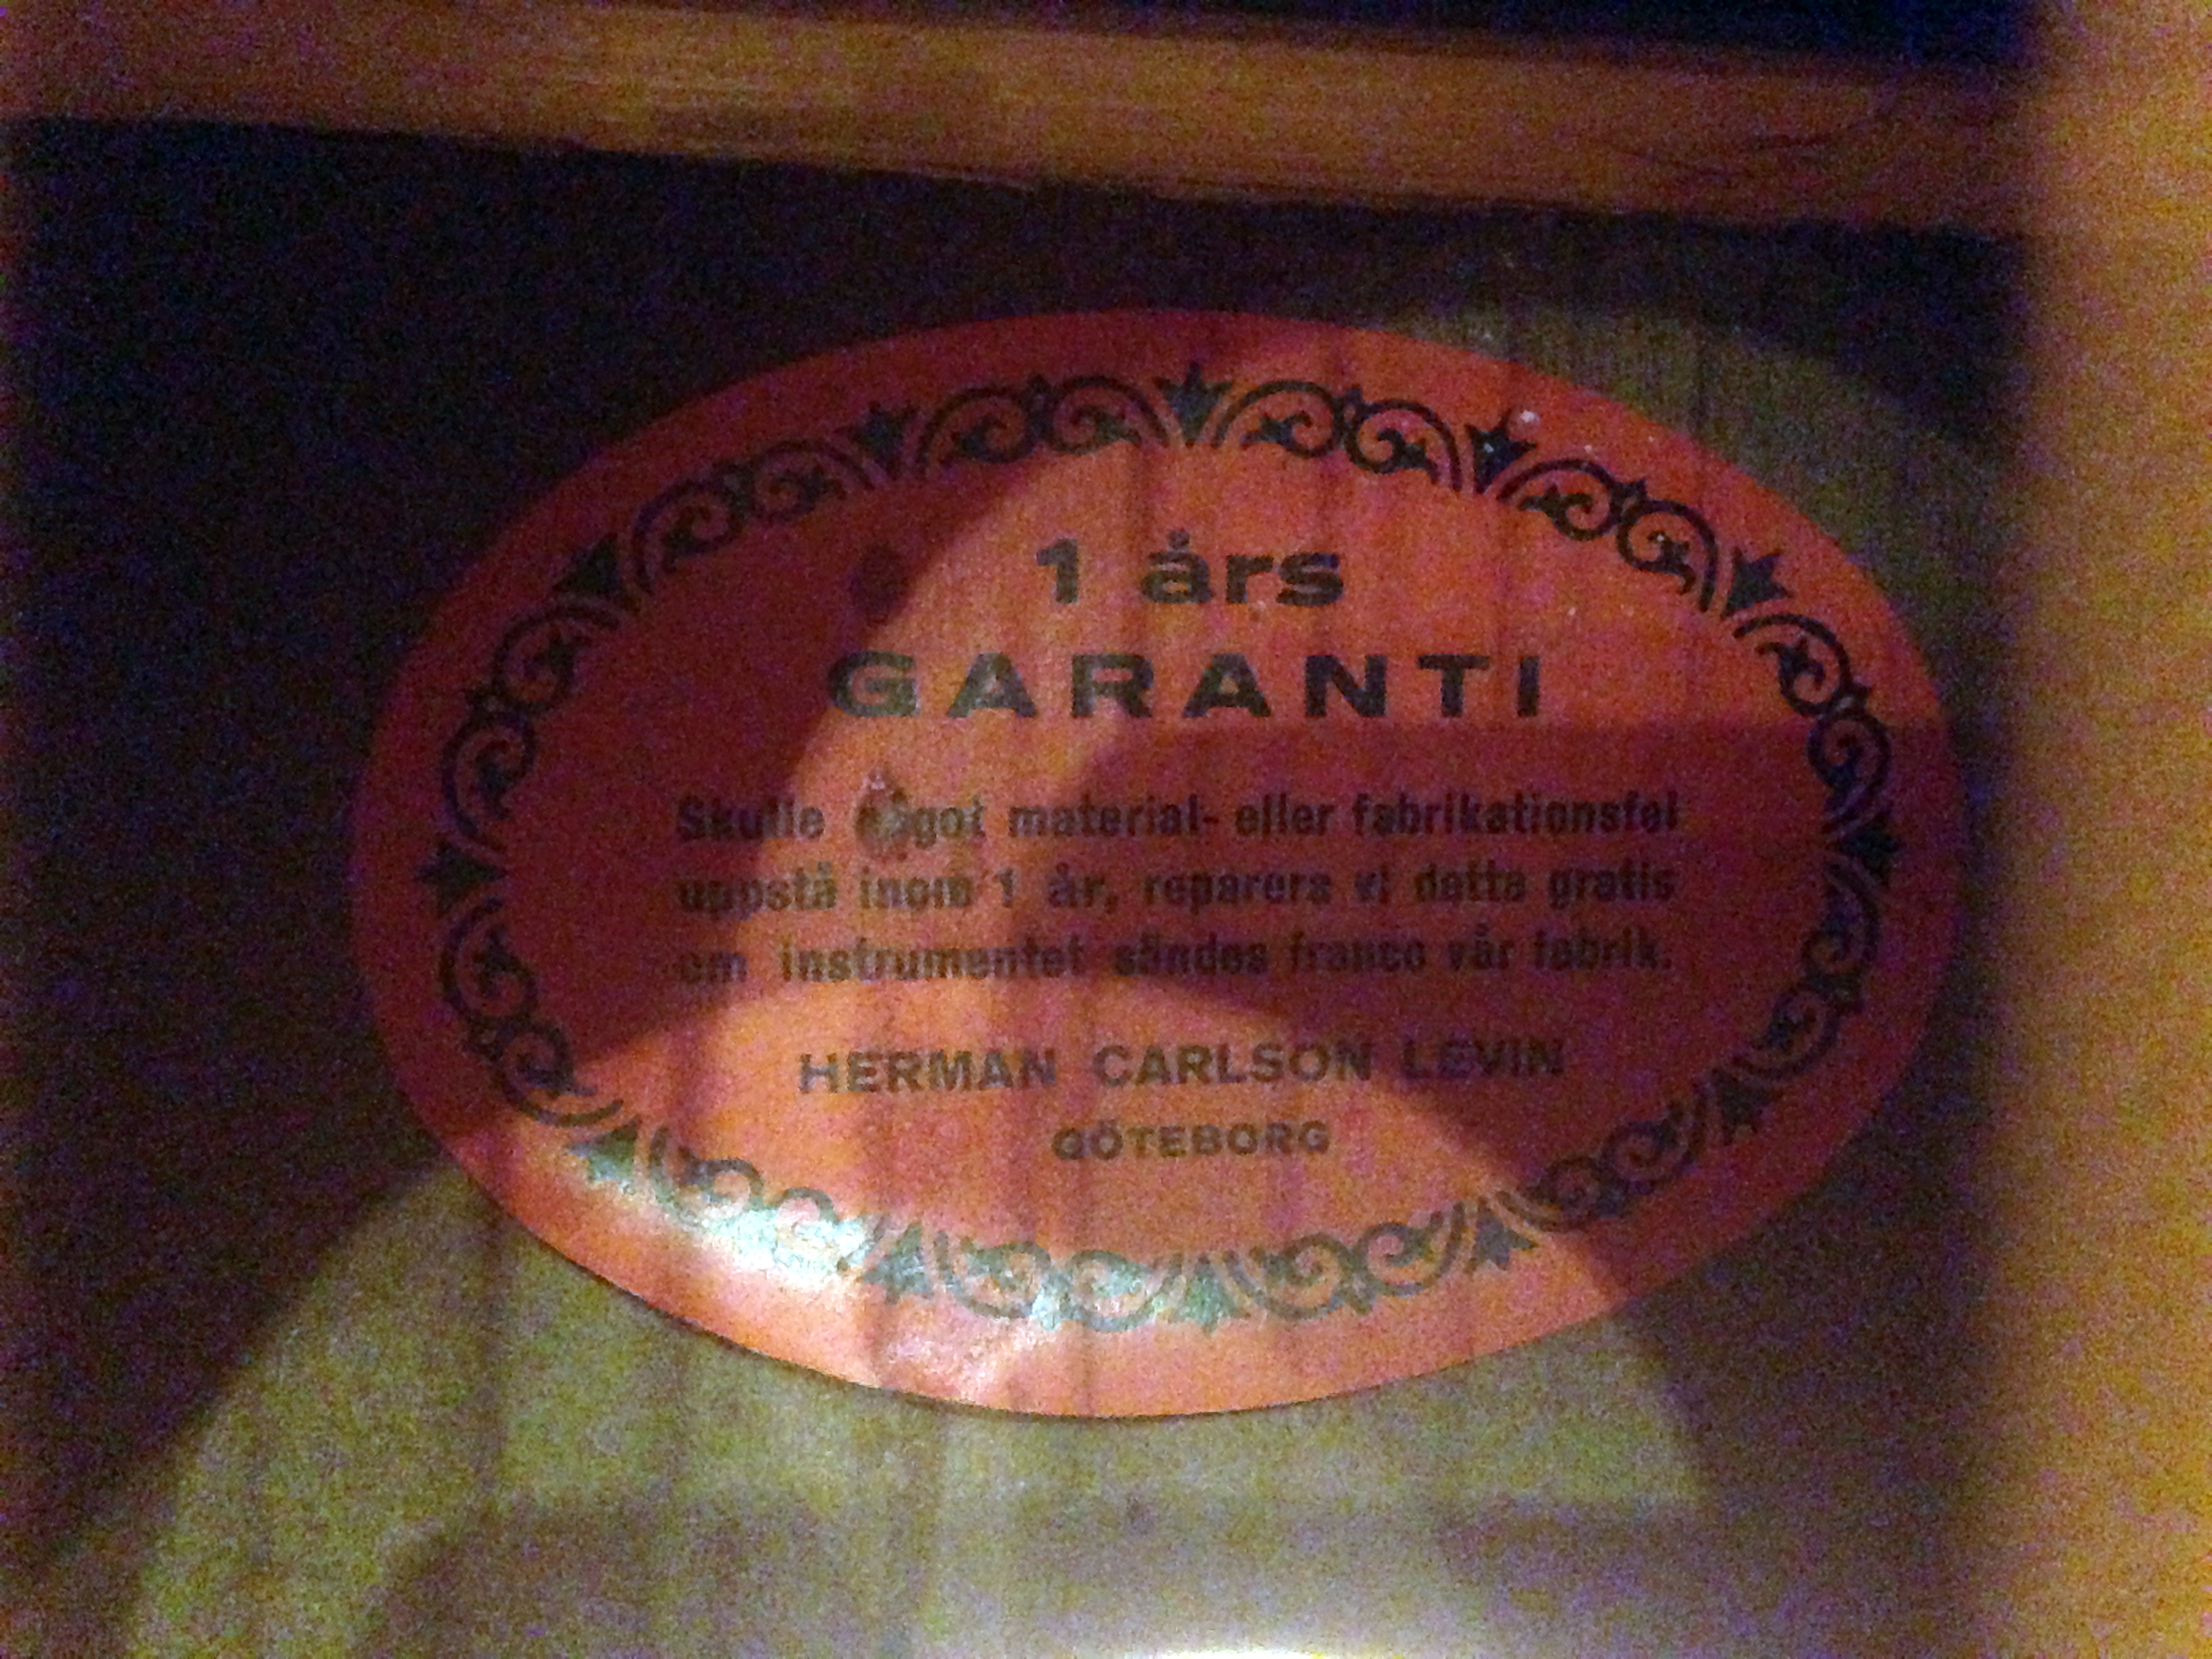 1 års
GARANTI
Skulle något material- eller fabrikationsfel
uppstå inom 1 år, reparera vi detta gratis
om instrumentet sändes franco vår fabrik.
HERMAN CARLSON LEVIN
GÖTEBORG